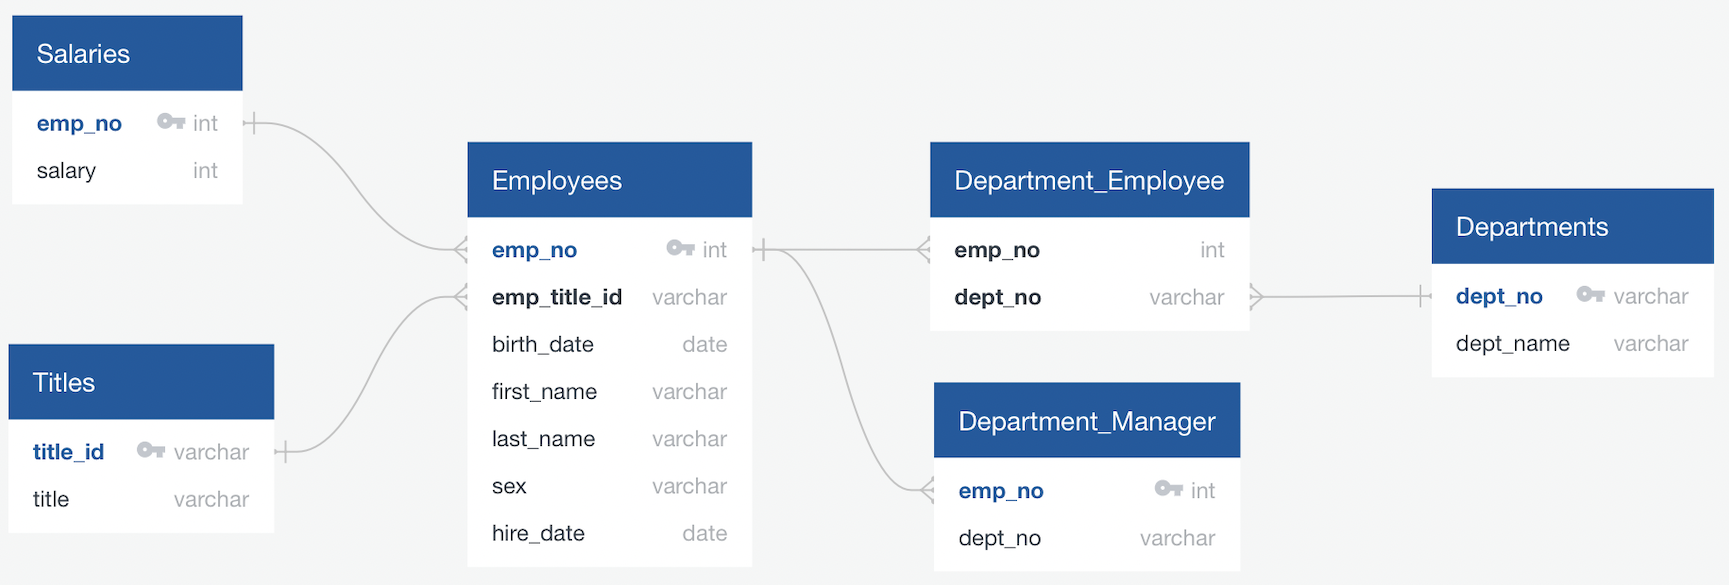 Salaries
emp_no int
salary int
Titles
title_id varchar
title varchar
Employees
emp_no int
emp_title_id varchar
birth_date date
first_name varchar
last_name varchar
sex varchar
hire_date date
Department_Employee
emp_no int
dept_no varchar
Department_Manager
emp_no int
dept_no varchar
Departments
dept_no varchar
dept_name varchar